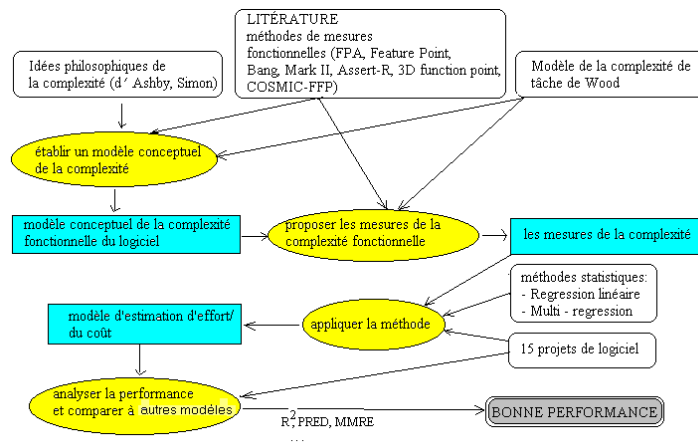 LITÉRATURE
méthodes de mesures
fonctionnelles (FPA, Feature Point,
Bang, Mark II, Assert-R, 3D function point,
COSMIC-FFP)
Idées philosophiques de
la complexité (d' Ashby, Simon)
Modèle de la complexité de
tâche de Wood
établir un modèle conceptuel
de la complexité
modèle conceptuel de la complexité
fonctionnelle du logiciel
proposer les mesures de la
complexité fonctionnelle
les mesures de la complexité
méthodes statistiques:
- Regression linéaire
- Multi - regression
modèle d'estimation d'effort/
du coût
appliquer la méthode
15 projets de logiciel
analyser la performance
et comparer à autres modèles
R², PRED, MMRE
...
BONNE PERFORMANCE